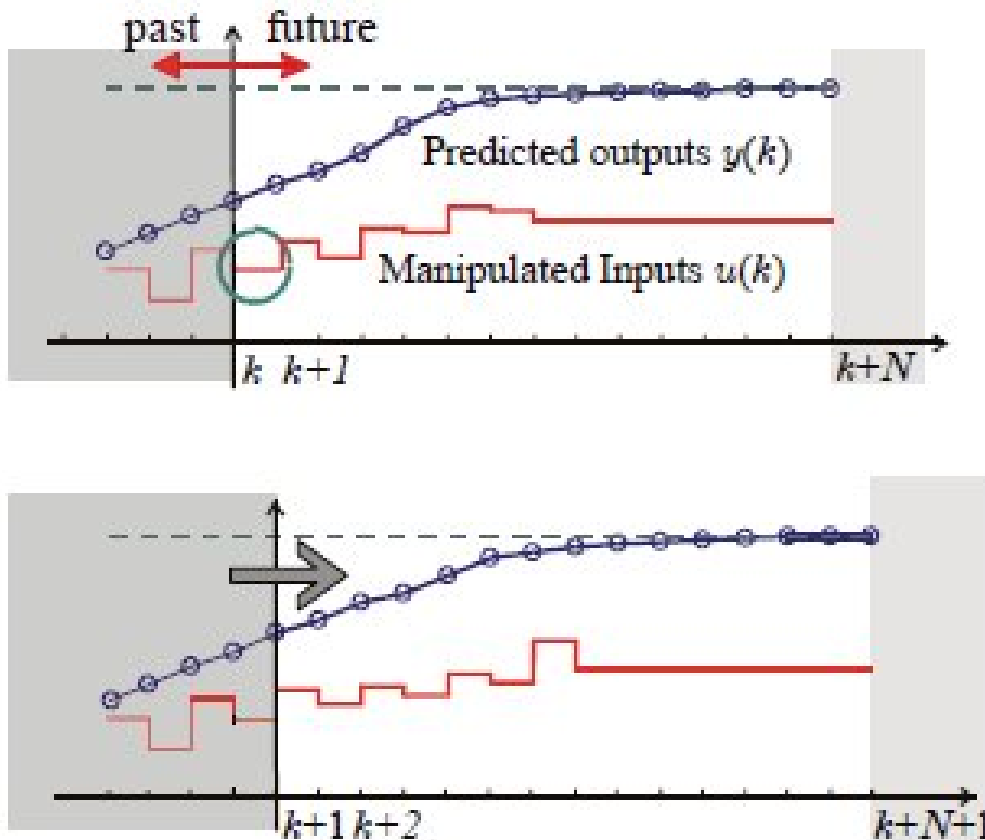 past future
Predicted outputs y(k)
Manipulated Inputs u(k)
k k+1 k+N
k+1 k+2 k+N+1